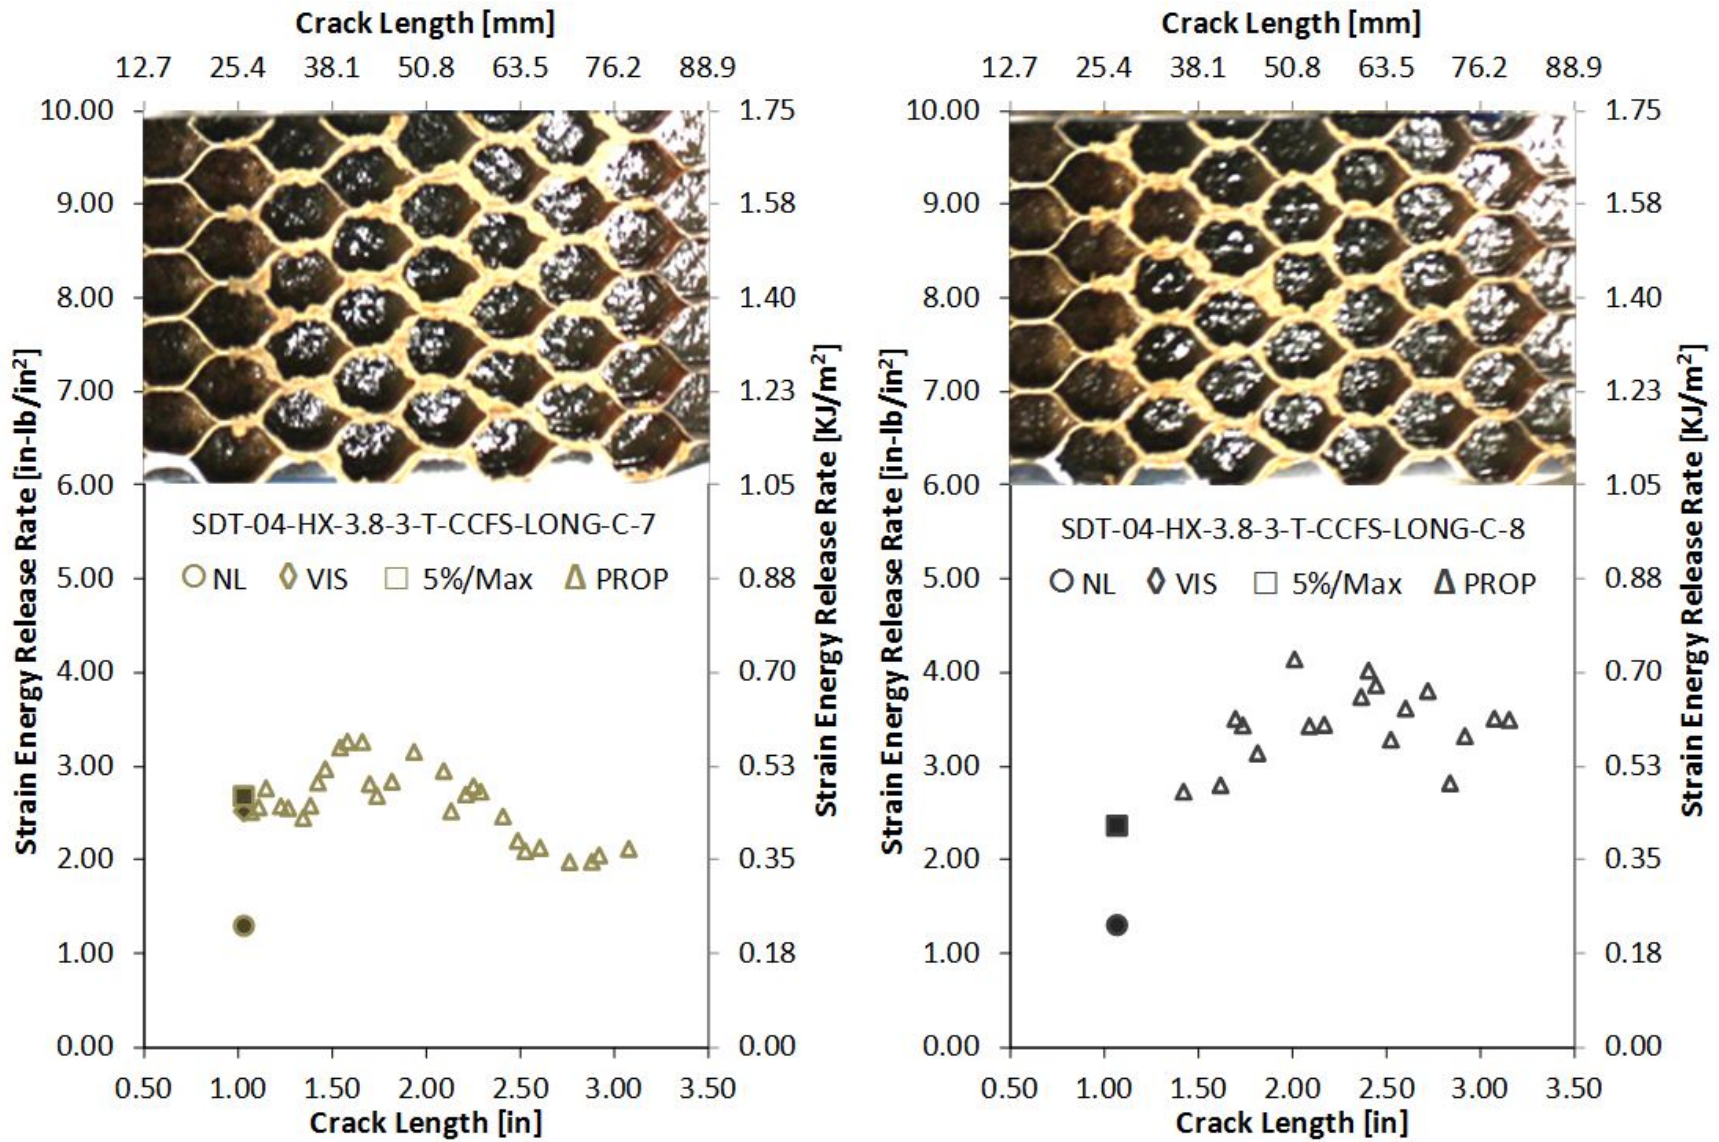 Crack Length [mm]
12.7 25.4 38.1 50.8 63.5 76.2 88.9
10.00
9.00
8.00
7.00
6.00
5.00
4.00
3.00
2.00
1.00
0.00
Strain Energy Release Rate [in-lb/in²]
SDT-04-HX-3.8-3-T-CCFS-LONG-C-7
NL VIS 5%/Max PROP
1.75
1.58
1.40
1.23
1.05
0.88
0.70
0.53
0.35
0.18
0.00
Strain Energy Release Rate [KJ/m²]
0.50 1.00 1.50 2.00 2.50 3.00 3.50
Crack Length [in]
Crack Length [mm]
12.7 25.4 38.1 50.8 63.5 76.2 88.9
10.00
9.00
8.00
7.00
6.00
5.00
4.00
3.00
2.00
1.00
0.00
Strain Energy Release Rate [in-lb/in²]
SDT-04-HX-3.8-3-T-CCFS-LONG-C-8
NL VIS 5%/Max PROP
1.75
1.58
1.40
1.23
1.05
0.88
0.70
0.53
0.35
0.18
0.00
Strain Energy Release Rate [KJ/m²]
0.50 1.00 1.50 2.00 2.50 3.00 3.50
Crack Length [in]